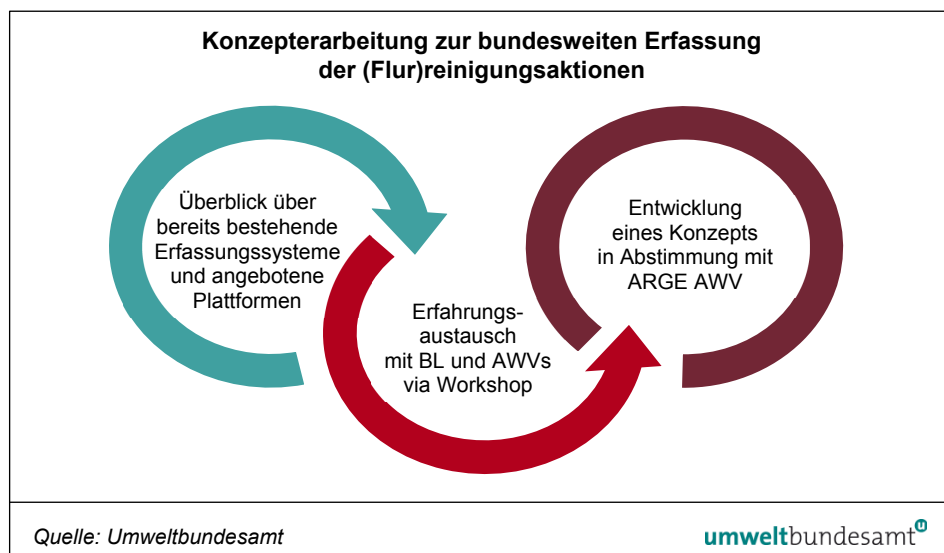 Konzepterarbeitung zur bundesweiten Erfassung
der (Flur)reinigungsaktionen
Überblick über
bereits bestehende
Erfassungssysteme
und angebotene
Plattformen
Erfahrungs-
austausch
mit BL und AWVs
via Workshop
Entwicklung
eines Konzepts
in Abstimmung mit
ARGE AWV
Quelle: Umweltbundesamt
umweltbundesamt u